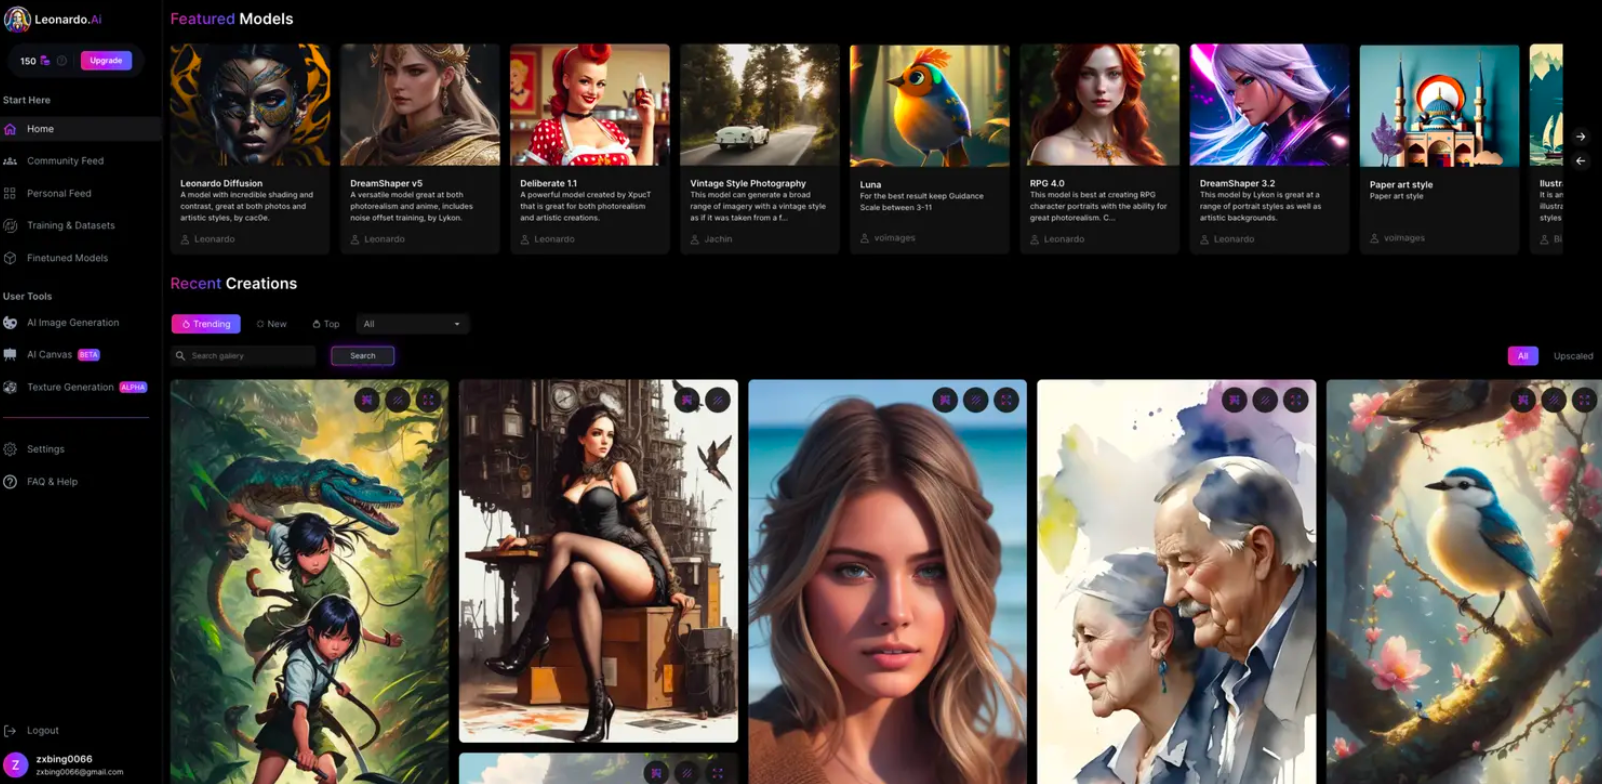 Leonardo.Ai
150
Upgrade
Start Here
Home
Community Feed
Personal Feed
Training & Datasets
Finetuned Models
User Tools
AI Image Generation
AI Canvas BETA
Texture Generation ALPHA
Settings
FAQ & Help
Logout
Z
zxbing0066
zxbing0066@gmail.com
Featured Models
Leonardo Diffusion
A model with incredible shading and
contrast, great at both photos and
artistic styles, by cac0e.
Leonardo
DreamShaper v5
A versatile model great at both
photorealism and anime, includes
noise offset training, by Lykon.
Leonardo
Deliberate 1.1
A powerful model created by XpucT
that is great for both photorealism
and artistic creations.
Leonardo
Vintage Style Photography
This model can generate a broad
range of imagery with a vintage style
as if it was taken from a f...
Jachin
Luna
For the best result keep Guidance
Scale between 3-11
voimages
RPG 4.0
This model is best at creating RPG
character portraits with the ability for
great photorealism. C...
Leonardo
DreamShaper 3.2
This model by Lykon is great at a
range of portrait styles as well as
artistic backgrounds.
Leonardo
Paper art style
Paper art style
voimages
Illustr
It is an
illustra
styles
Bl
Recent Creations
Trending
New
Top
All
Search gallery
Search
All
Upscaled